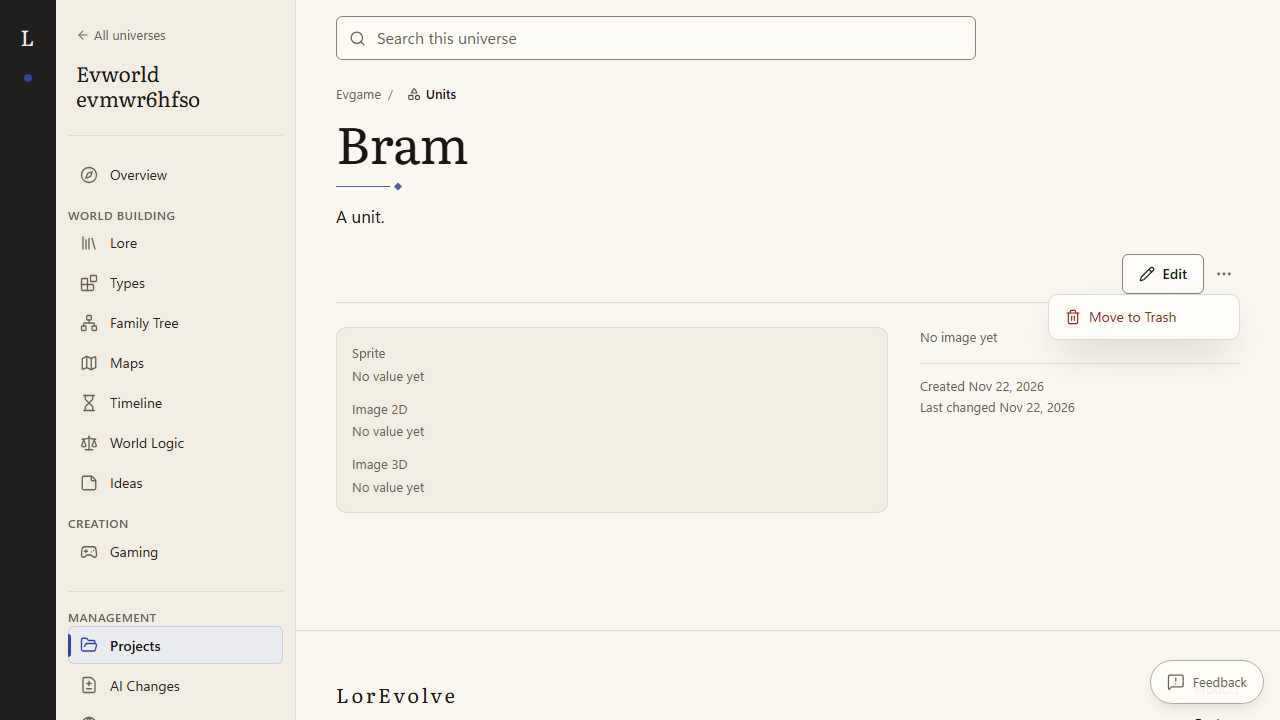 L
All universes
Evworld
evmwr6hfso
Overview
WORLD BUILDING
Lore
Types
Family Tree
Maps
Timeline
World Logic
Ideas
CREATION
Gaming
MANAGEMENT
Projects
AI Changes
Search this universe
Evgame / Units
Bram
A unit.
Edit
Move to Trash
Sprite
No value yet
Image 2D
No value yet
Image 3D
No value yet
No image yet
Created Nov 22, 2026
Last changed Nov 22, 2026
LorEvolve
Feedback